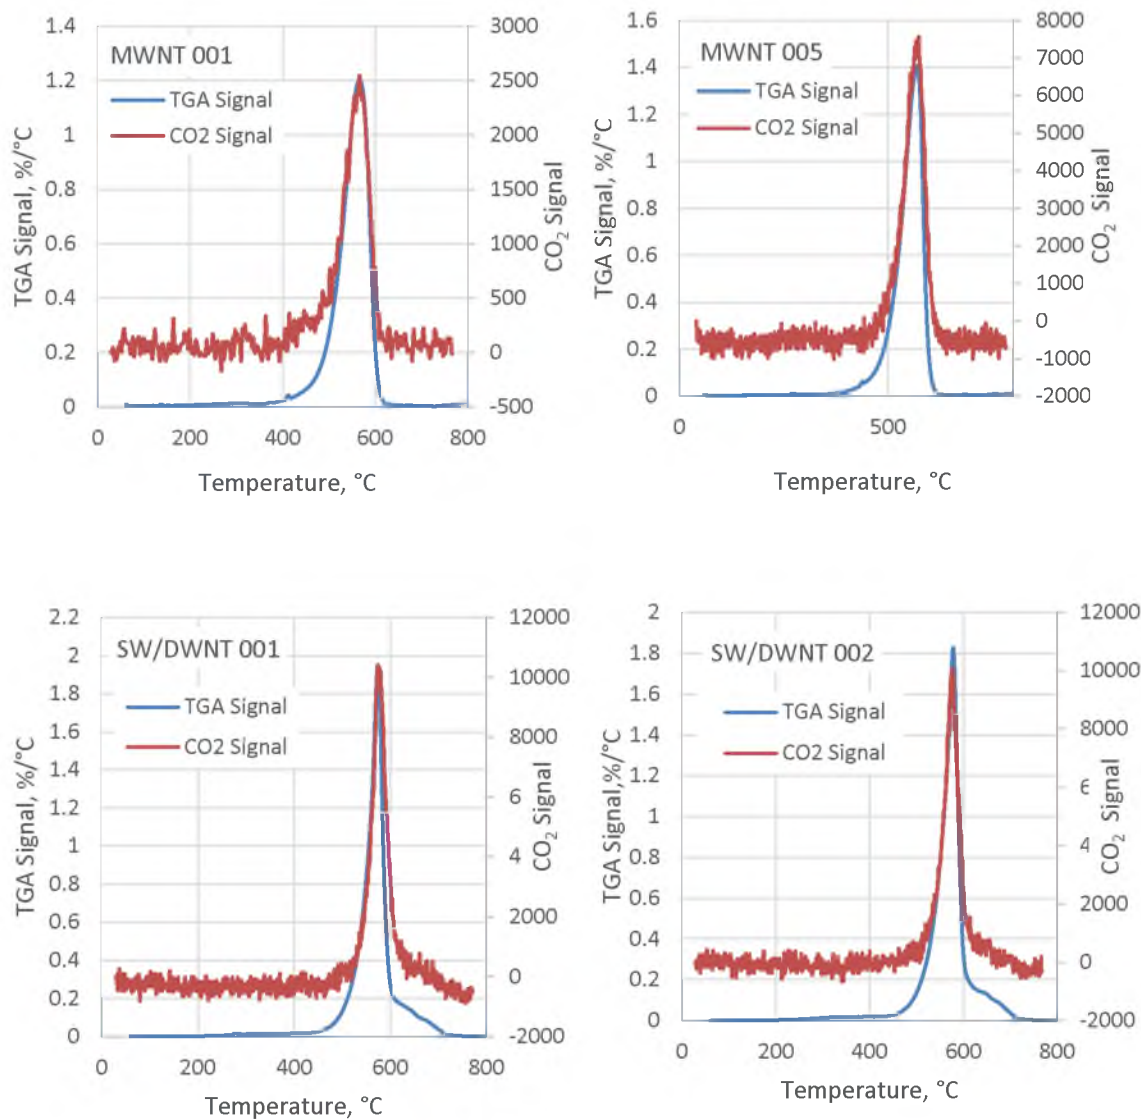 MWNT 001
TGA Signal
CO2 Signal
TGA Signal, %/°C
1.4
1.2
1
0.8
0.6
0.4
0.2
0
3000
2500
2000
1500
1000
500
0
-500
CO₂ Signal
0 200 400 600 800
Temperature, °C
MWNT 005
TGA Signal
CO2 Signal
TGA Signal, %/°C
1.6
1.4
1.2
1
0.8
0.6
0.4
0.2
0
8000
7000
6000
5000
4000
3000
2000
1000
0
-1000
-2000
CO₂ Signal
0 500
Temperature, °C
SW/DWNT 001
TGA Signal
CO2 Signal
TGA Signal, %/°C
2.2
2
1.8
1.6
1.4
1.2
1
0.8
0.6
0.4
0.2
0
12000
10000
8000
6
4
2000
0
-2000
CO₂ Signal
0 200 400 600 800
Temperature, °C
SW/DWNT 002
TGA Signal
CO2 Signal
TGA Signal,%/°C
2
1.8
1.6
1.4
1.2
1
0.8
0.6
0.4
0.2
0
12000
10000
8000
6
4
2000
0
-2000
CO₂ Signal
0 200 400 600 800
Temperature, °C